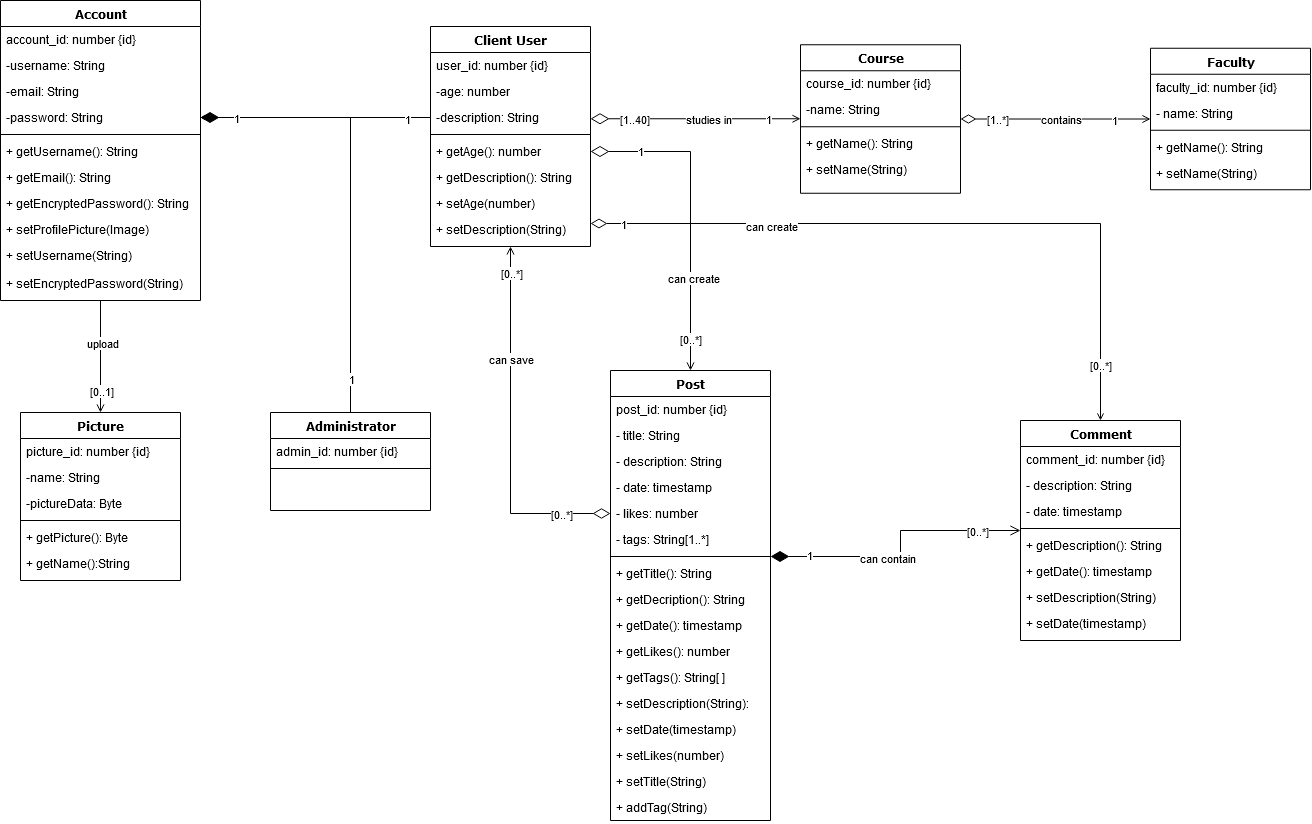 Account
account_id: number {id}
-username: String
-email: String
-password: String
+ getUsername(): String
+ getEmail(): String
+ getEncryptedPassword(): String
+ setProfilePicture(Image)
+ setUsername(String)
+ setEncryptedPassword(String)
1
1
1
upload
[0..1]
Picture
picture_id: number {id}
-name: String
-pictureData: Byte
+ getPicture(): Byte
+ getName():String
Administrator
admin_id: number {id}
Client User
user_id: number {id}
-age: number
-description: String
+ getAge(): number
+ getDescription(): String
+ setAge(number)
+ setDescription(String)
[1..40]
studies in
1
Course
course_id: number {id}
-name: String
+ getName(): String
+ setName(String)
[1..*]
contains
1
Faculty
faculty_id: number {id}
- name: String
+ getName(): String
+ setName(String)
1
can create
[0..*]
1
can create
[0..*]
[0..*]
can save
[0..*]
Post
post_id: number {id}
- title: String
- description: String
- date: timestamp
- likes: number
- tags: String[1..*]
+ getTitle(): String
+ getDecription(): String
+ getDate(): timestamp
+ getLikes(): number
+ getTags(): String[ ]
+ setDescription(String):
+ setDate(timestamp)
+ setLikes(number)
+ setTitle(String)
+ addTag(String)
1
can contain
[0..*]
Comment
comment_id: number {id}
- description: String
- date: timestamp
+ getDescription(): String
+ getDate(): timestamp
+ setDescription(String)
+ setDate(timestamp)